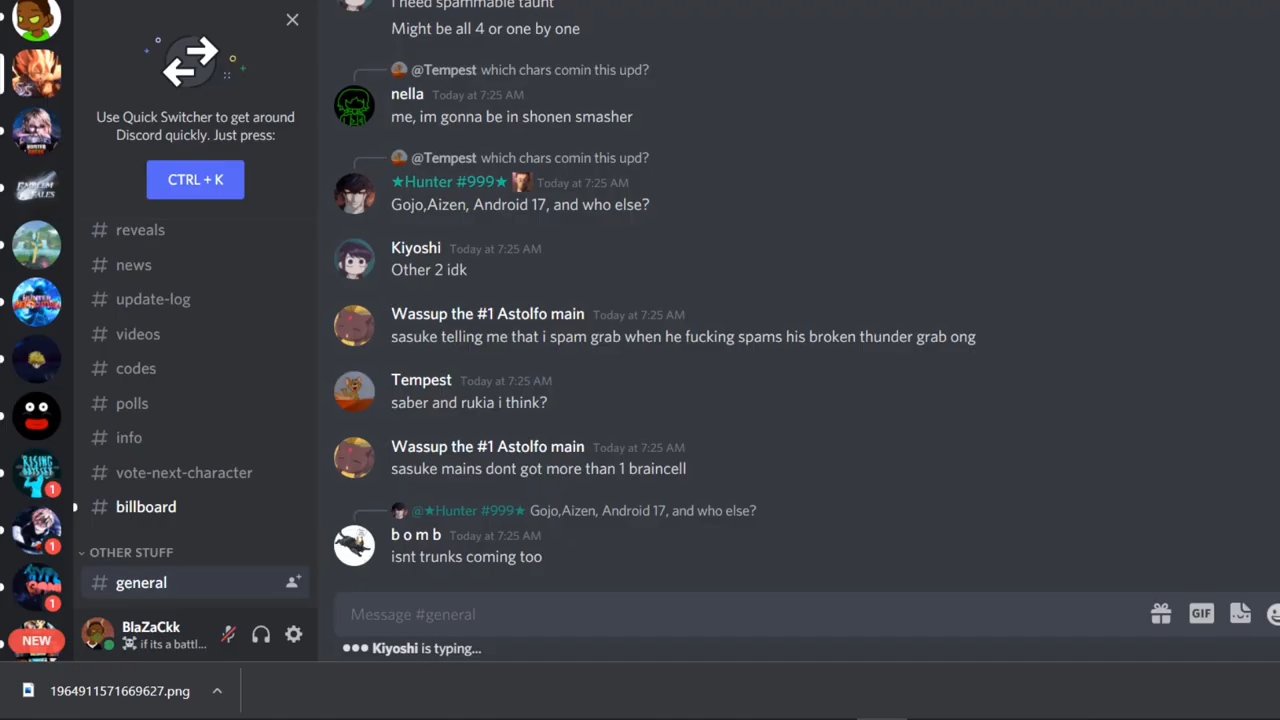 Use Quick Switcher to get around
Discord quickly. Just press:
CTRL + K
reveals
news
update-log
videos
codes
polls
info
vote-next-character
billboard
OTHER STUFF
general
BlaZaCkk
if its a battl...
NEW
1
1
1
EMBLEM
TALES
RISING
I need spammable taunt
Might be all 4 or one by one
@Tempest which chars comin this upd?
nella Today at 7:25 AM
me, im gonna be in shonen smasher
@Tempest which chars comin this upd?
★Hunter #999★ Today at 7:25 AM
Gojo,Aizen, Android 17, and who else?
Kiyoshi Today at 7:25 AM
Other 2 idk
Wassup the #1 Astolfo main Today at 7:25 AM
sasuke telling me that i spam grab when he fucking spams his broken thunder grab ong
Tempest Today at 7:25 AM
saber and rukia i think?
Wassup the #1 Astolfo main Today at 7:25 AM
sasuke mains dont got more than 1 braincell
@★Hunter #999★ Gojo,Aizen, Android 17, and who else?
b o m b Today at 7:25 AM
isnt trunks coming too
Message #general
GIF
Kiyoshi is typing...
1964911571669627.png